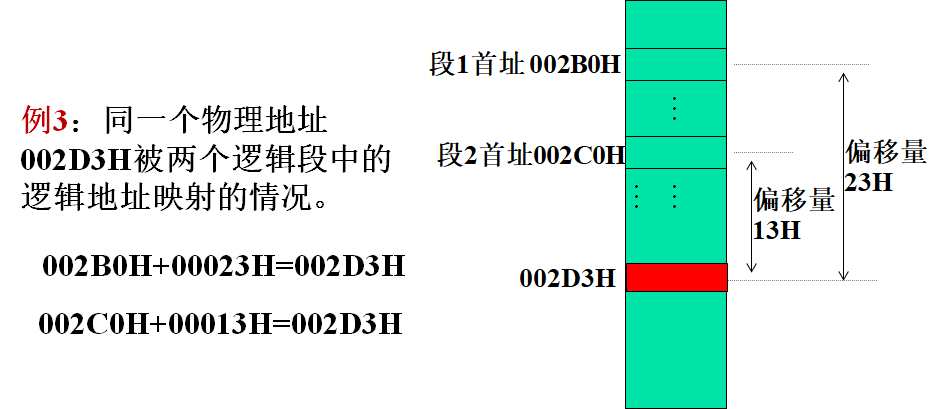 段1首址 002B0H
例3：同一个物理地址
002D3H被两个逻辑段中的
逻辑地址映射的情况。
段2首址002C0H
偏移量
23H
偏移量
13H
002B0H+00023H=002D3H
002D3H
002C0H+00013H=002D3H